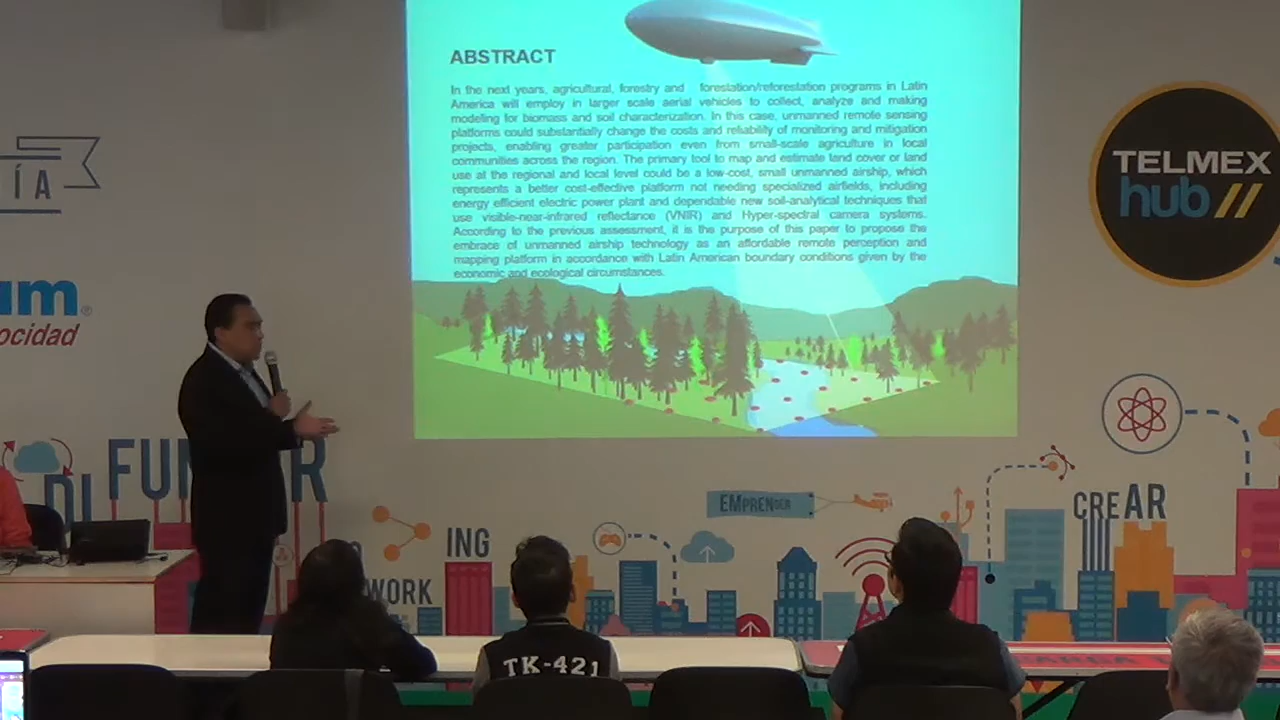 ABSTRACT
In the next years, agricultural, forestry and forestation/reforestation programs in Latin
America will employ in larger scale aerial vehicles to collect, analyze and making
modeling for biomass and soil characterization. In this case, unmanned remote sensing
platforms could substantially change the costs and reliability of monitoring and mitigation
projects, enabling greater participation even from small-scale agriculture in local
communities across the region. The primary tool to map and estimate land cover or land
use at the regional and local level could be a low-cost, small unmanned airship, which
represents a better cost-effective platform not needing specialized airfields, including
energy efficient electric power plant and dependable new soil-analytical techniques that
use visible-near-infrared reflectance (VNIR) and Hyper-spectral camera systems.
According to the previous assessment, it is the purpose of this paper to propose the
embrace of unmanned airship technology as an affordable remote perception and
mapping platform in accordance with Latin American boundary conditions given by the
economic and ecological circumstances.
TELMEX
hub//
ÍA
um®
ocidad
DI
FUN R
EMPRENDER
CREAR
ING
WORK
TK-421